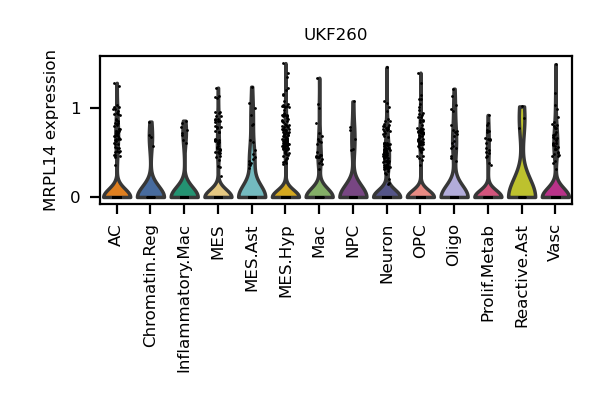 UKF260
MRPL14 expression
1
0
AC
Chromatin.Reg
Inflammatory.Mac
MES
MES.Ast
MES.Hyp
Mac
NPC
Neuron
OPC
Oligo
Prolif.Metab
Reactive.Ast
Vasc